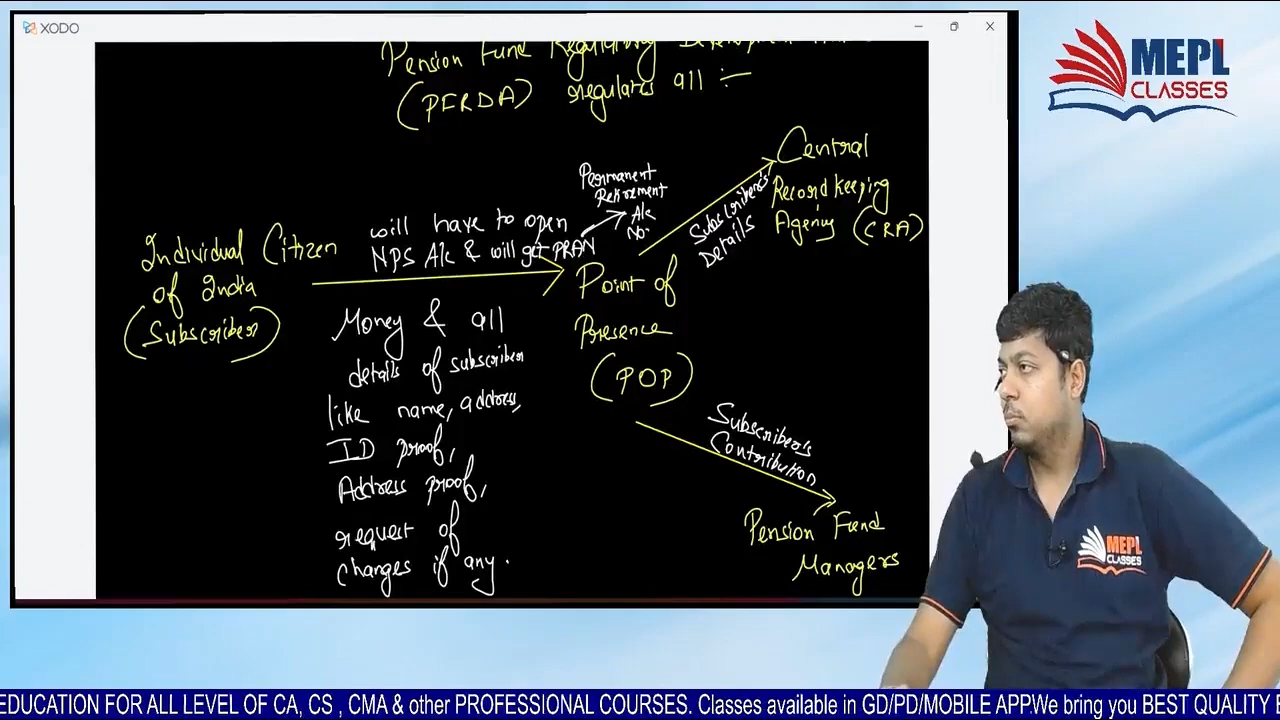 XODO
MEPL
CLASSES
Pension Fund Regulatory Development
(PFRDA) regulates all :-
Central
Record Keeping
Agency (CRA)
Permanent
Retirement
A/c
No.
Subscriber's
Details
will have to open
NPS A/c & will get PRAN
Individual Citizen
of India
(Subscriber)
Point of
Presence
(POP)
Money & all
details of subscriber
like name, address,
ID proof,
Address proof,
request of
changes if any.
Subscriber's
Contribution
Pension Fund
Managers
MEPL
CLASSES
EDUCATION FOR ALL LEVEL OF CA, CS , CMA & other PROFESSIONAL COURSES. Classes available in GD/PD/MOBILE APP.We bring you BEST QUALITY